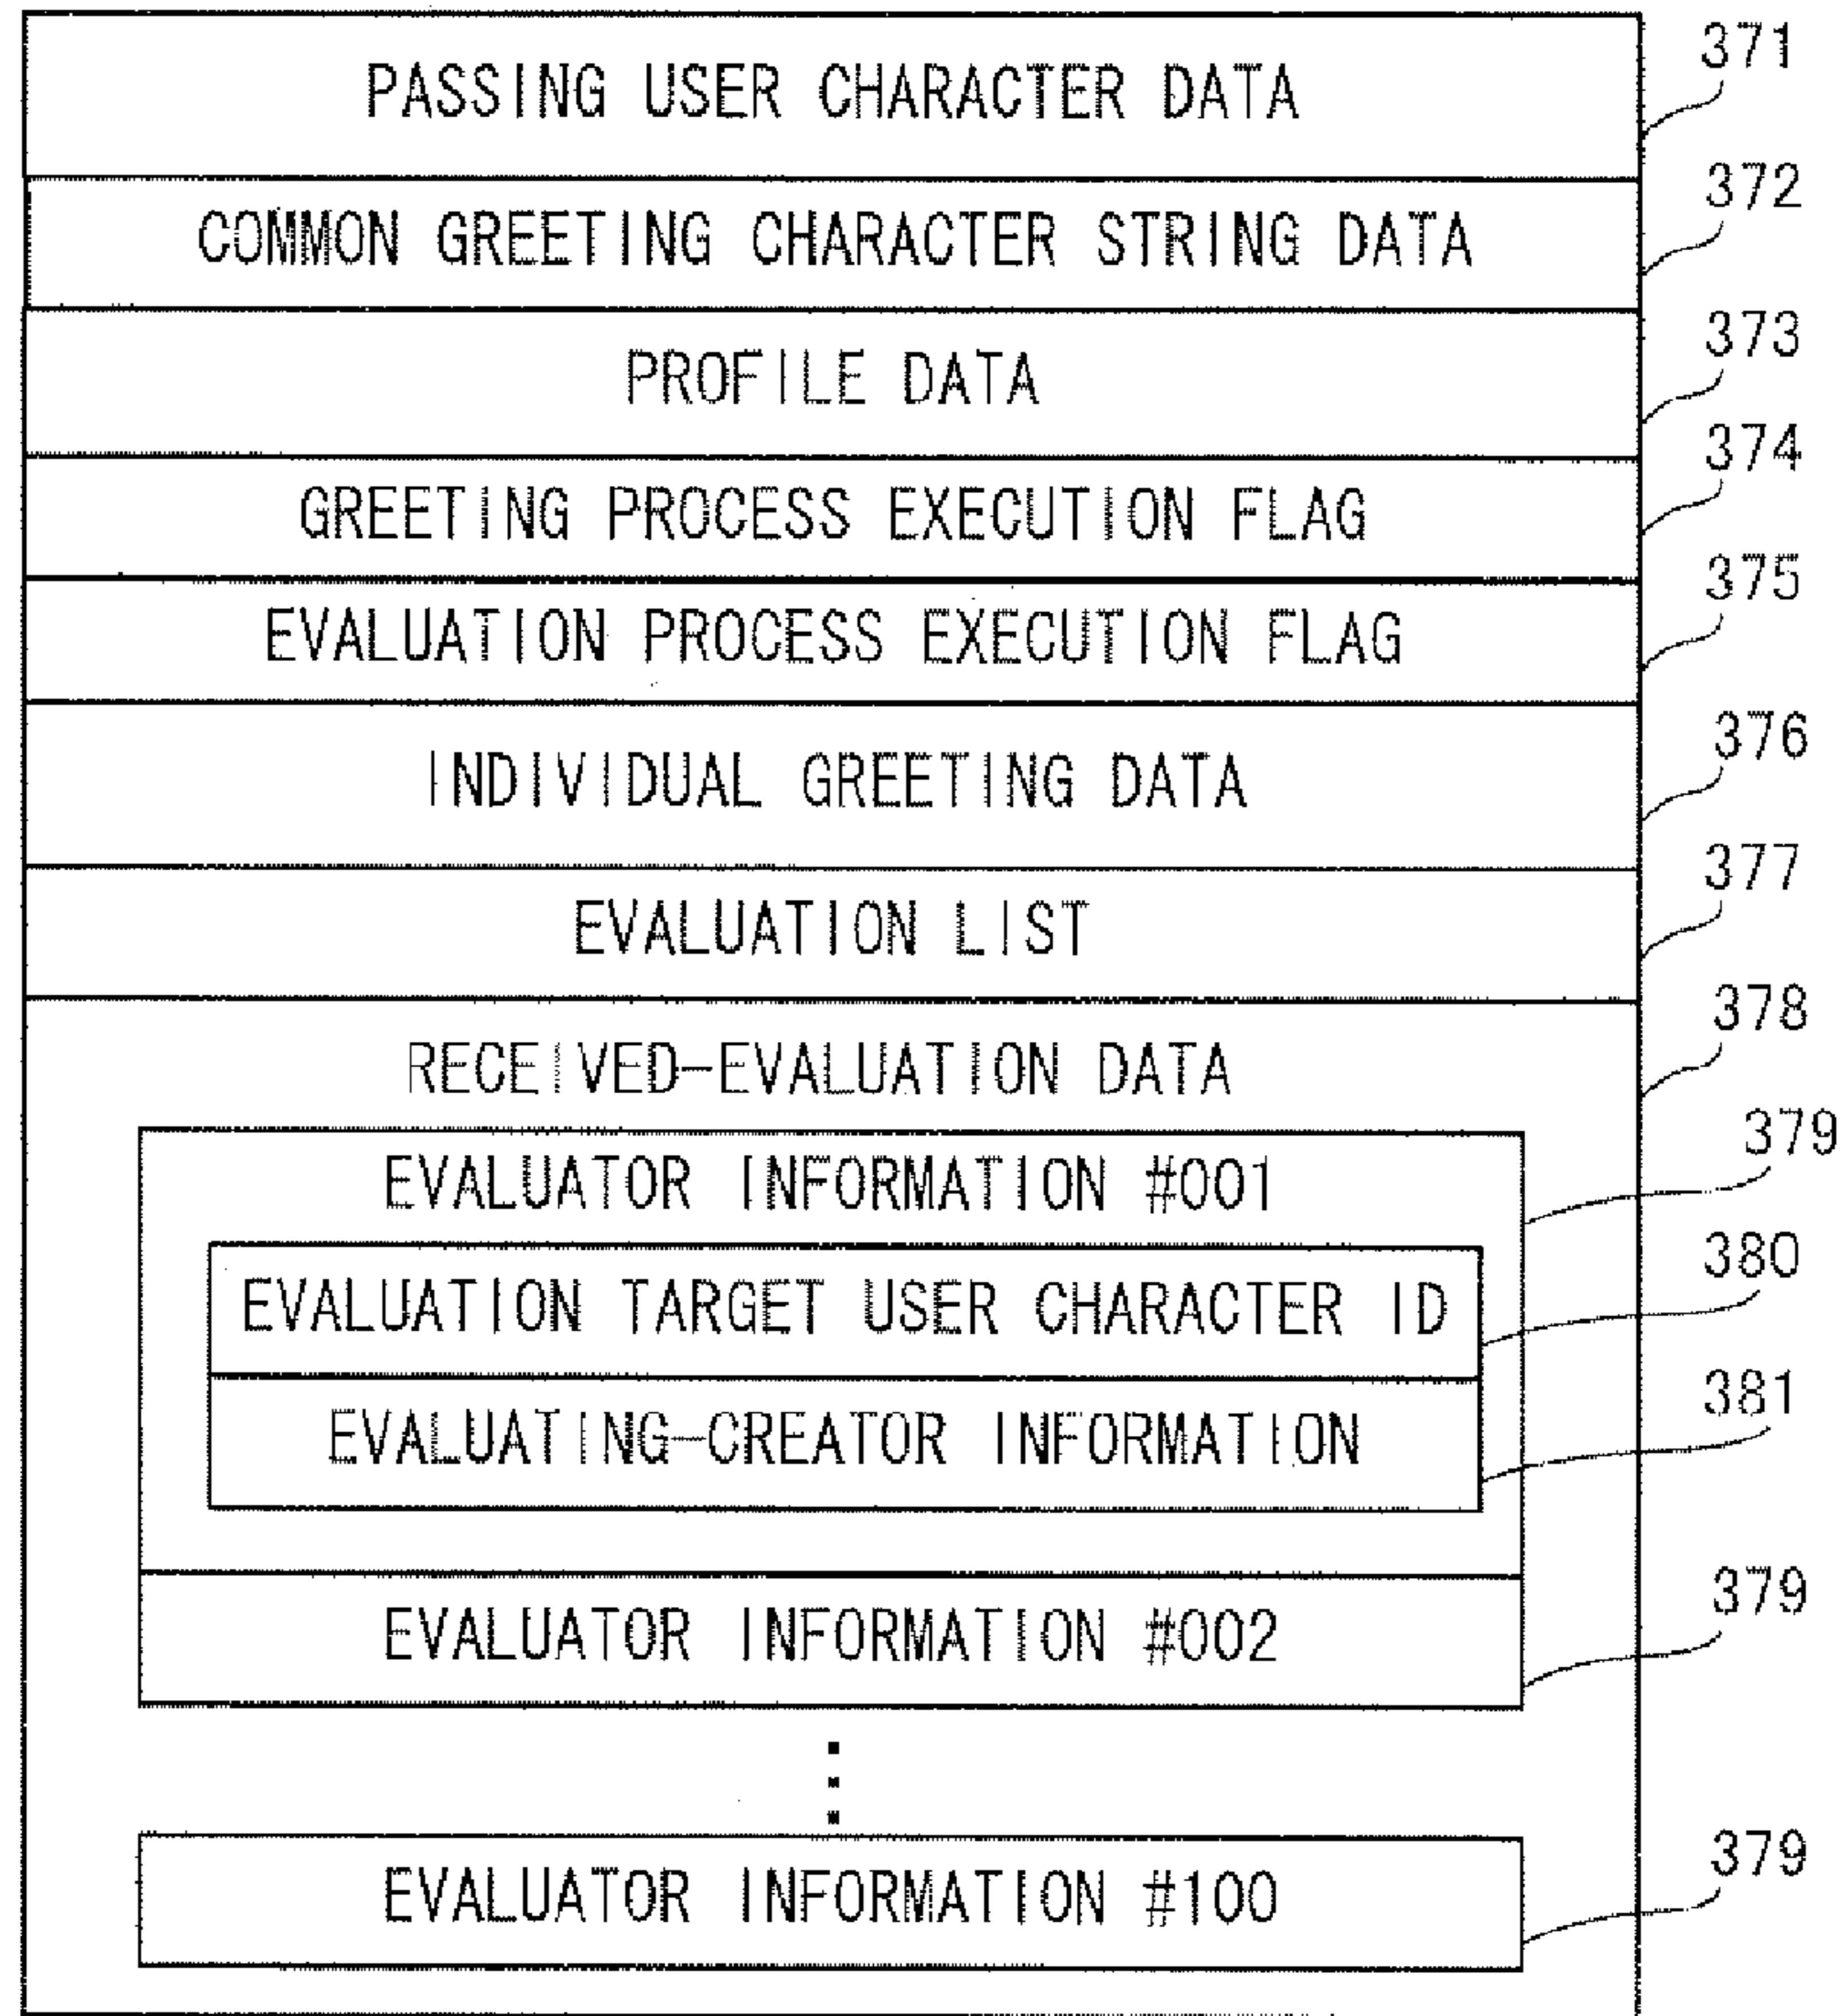 PASSING USER CHARACTER DATA 371
COMMON GREETING CHARACTER STRING DATA 372
PROFILE DATA 373
GREETING PROCESS EXECUTION FLAG 374
EVALUATION PROCESS EXECUTION FLAG 375
INDIVIDUAL GREETING DATA 376
EVALUATION LIST 377
RECEIVED-EVALUATION DATA 378
EVALUATOR INFORMATION #001 379
EVALUATION TARGET USER CHARACTER ID 380
EVALUATING-CREATOR INFORMATION 381
EVALUATOR INFORMATION #002 379
EVALUATOR INFORMATION #100 379